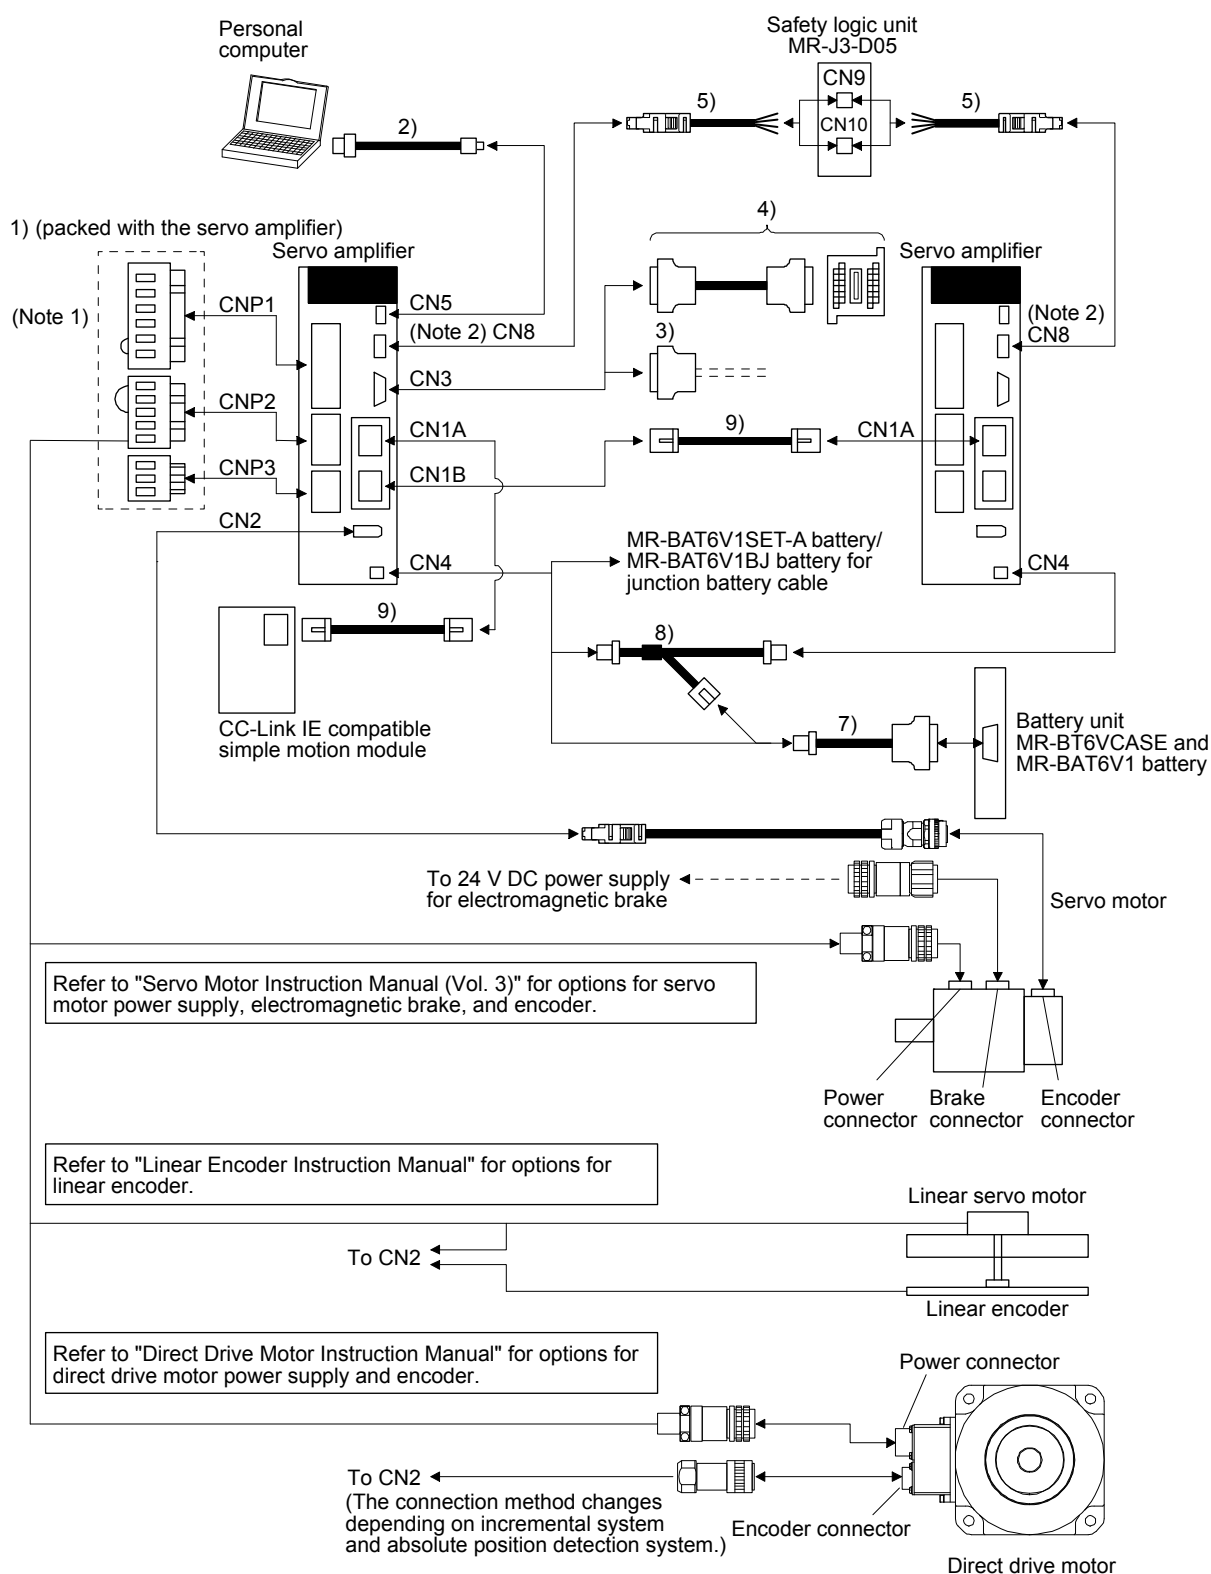 Personal
computer
Safety logic unit
MR-J3-D05
CN9
CN10
5)
5)
2)
1) (packed with the servo amplifier)
4)
Servo amplifier
Servo amplifier
(Note 1)
CNP1
CN5
(Note 2) CN8
(Note 2)
CN8
3)
CN3
CNP2
CN1A
9)
CN1A
CNP3
CN1B
CN2
CN4
MR-BAT6V1SET-A battery/
MR-BAT6V1BJ battery for
junction battery cable
CN4
9)
8)
CC-Link IE compatible
simple motion module
7)
Battery unit
MR-BT6VCASE and
MR-BAT6V1 battery
To 24 V DC power supply
for electromagnetic brake
Servo motor
Refer to "Servo Motor Instruction Manual (Vol. 3)" for options for servo
motor power supply, electromagnetic brake, and encoder.
Power
connector
Brake
connector
Encoder
connector
Refer to "Linear Encoder Instruction Manual" for options for
linear encoder.
Linear servo motor
To CN2
Linear encoder
Refer to "Direct Drive Motor Instruction Manual" for options for
direct drive motor power supply and encoder.
Power connector
To CN2
(The connection method changes
depending on incremental system
and absolute position detection system.)
Encoder connector
Direct drive motor